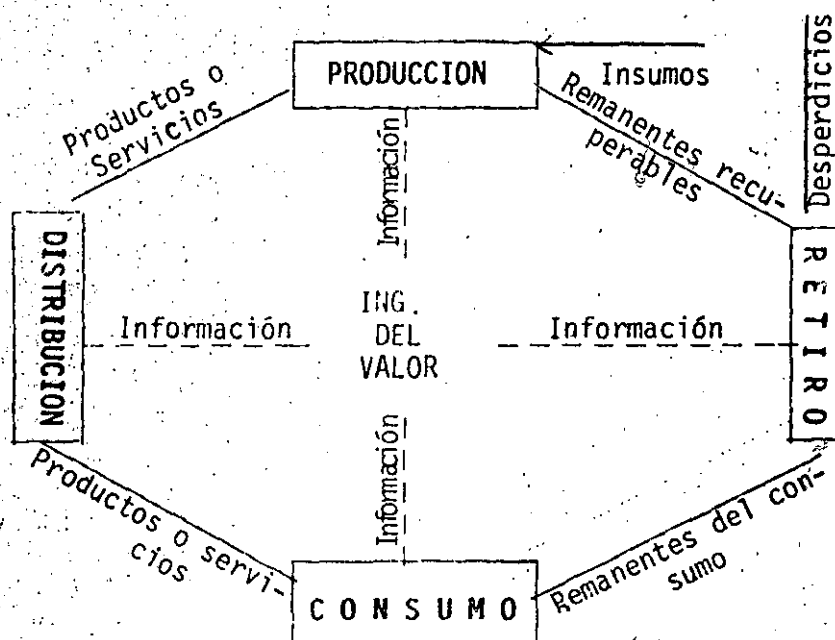 PRODUCCION
Insumos
Desperdicios
Productos o
Servicios
Remanentes recu-
perables
Información
DISTRIBUCION
Información
ING.
DEL
VALOR
Información
RETIRO
Información
Productos o servi-
cios
Remanentes del con-
sumo
CONSUMO